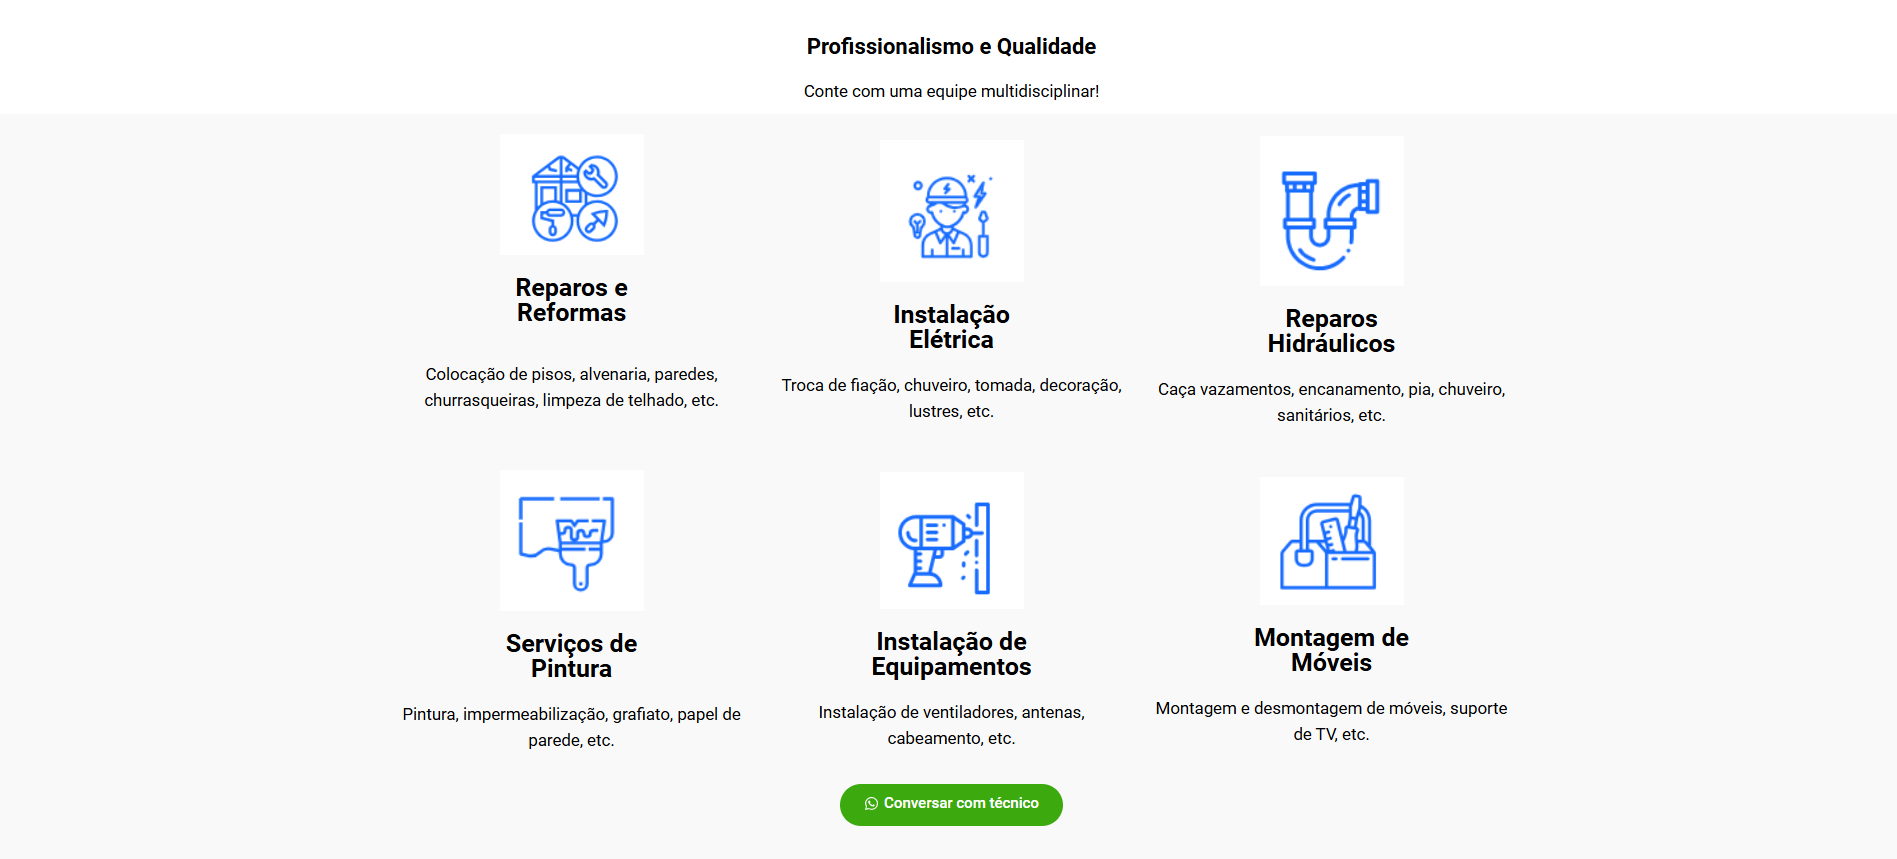 Profissionalismo e Qualidade
Conte com uma equipe multidisciplinar!
Reparos e
Reformas
Colocação de pisos, alvenaria, paredes,
churrasqueiras, limpeza de telhado, etc.
Instalação
Elétrica
Troca de fiação, chuveiro, tomada, decoração,
lustres, etc.
Reparos
Hidráulicos
Caça vazamentos, encanamento, pia, chuveiro,
sanitários, etc.
Serviços de
Pintura
Pintura, impermeabilização, grafiato, papel de
parede, etc.
Instalação de
Equipamentos
Instalação de ventiladores, antenas,
cabeamento, etc.
Montagem de
Móveis
Montagem e desmontagem de móveis, suporte
de TV, etc.
Conversar com técnico